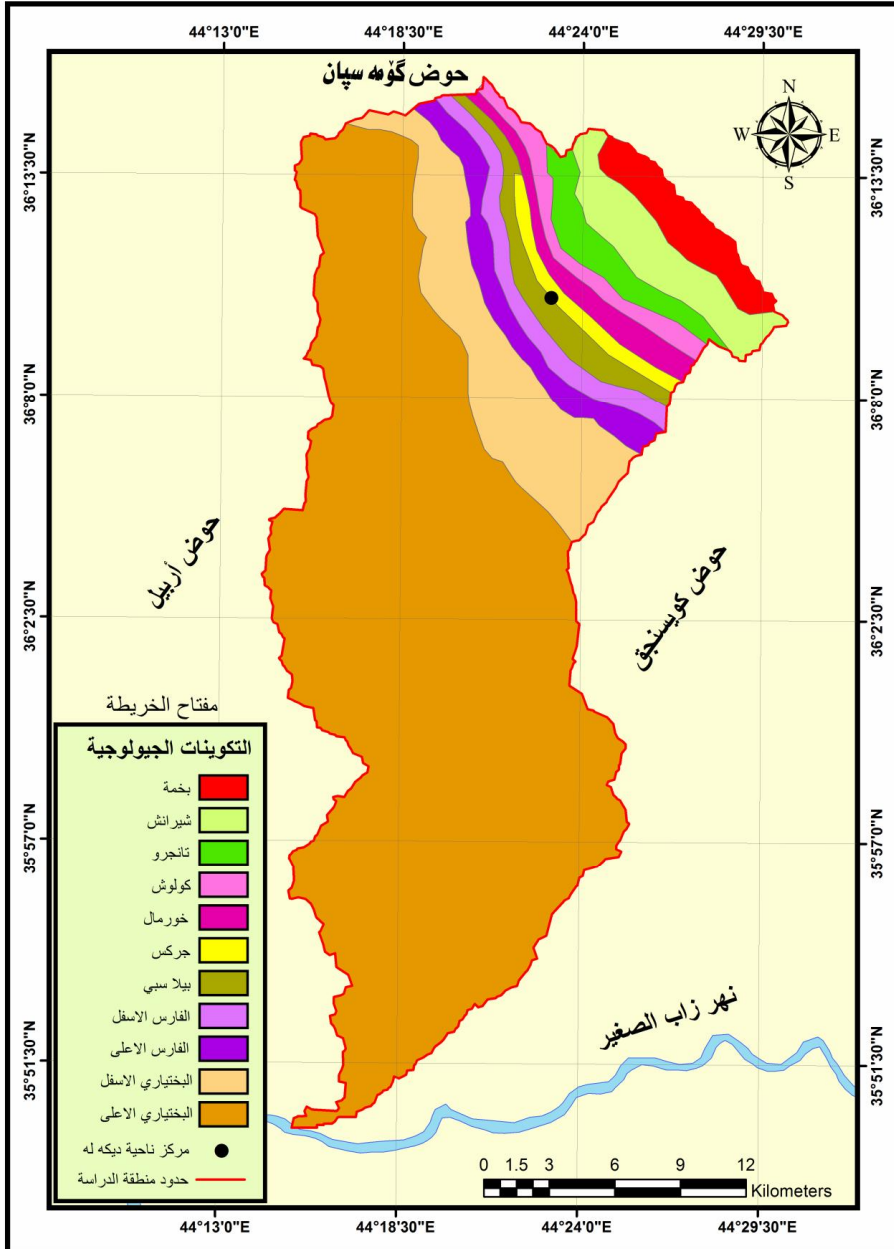 44°13'0"E 44°18'30"E 44°24'0"E 44°29'30"E
حوض گۆمه سپان
N
W E
S
36°13'30"N 36°13'30"N
36°8'0"N 36°8'0"N
حوض أربيل
حوض كويسنجق
36°2'30"N 36°2'30"N
مفتاح الخريطة
التكوينات الجيولوجية
بخمة
شيرانش
تانجرو
كولوش
خورمال
جركس
بيلا سبي
الفارس الاسفل
الفارس الاعلى
البختياري الاسفل
البختياري الاعلى
مركز ناحية ديكه له
حدود منطقة الدراسة
35°57'0"N 35°57'0"N
نهر زاب الصغير
35°51'30"N 35°51'30"N
0 1.5 3 6 9 12
Kilometers
44°13'0"E 44°18'30"E 44°24'0"E 44°29'30"E